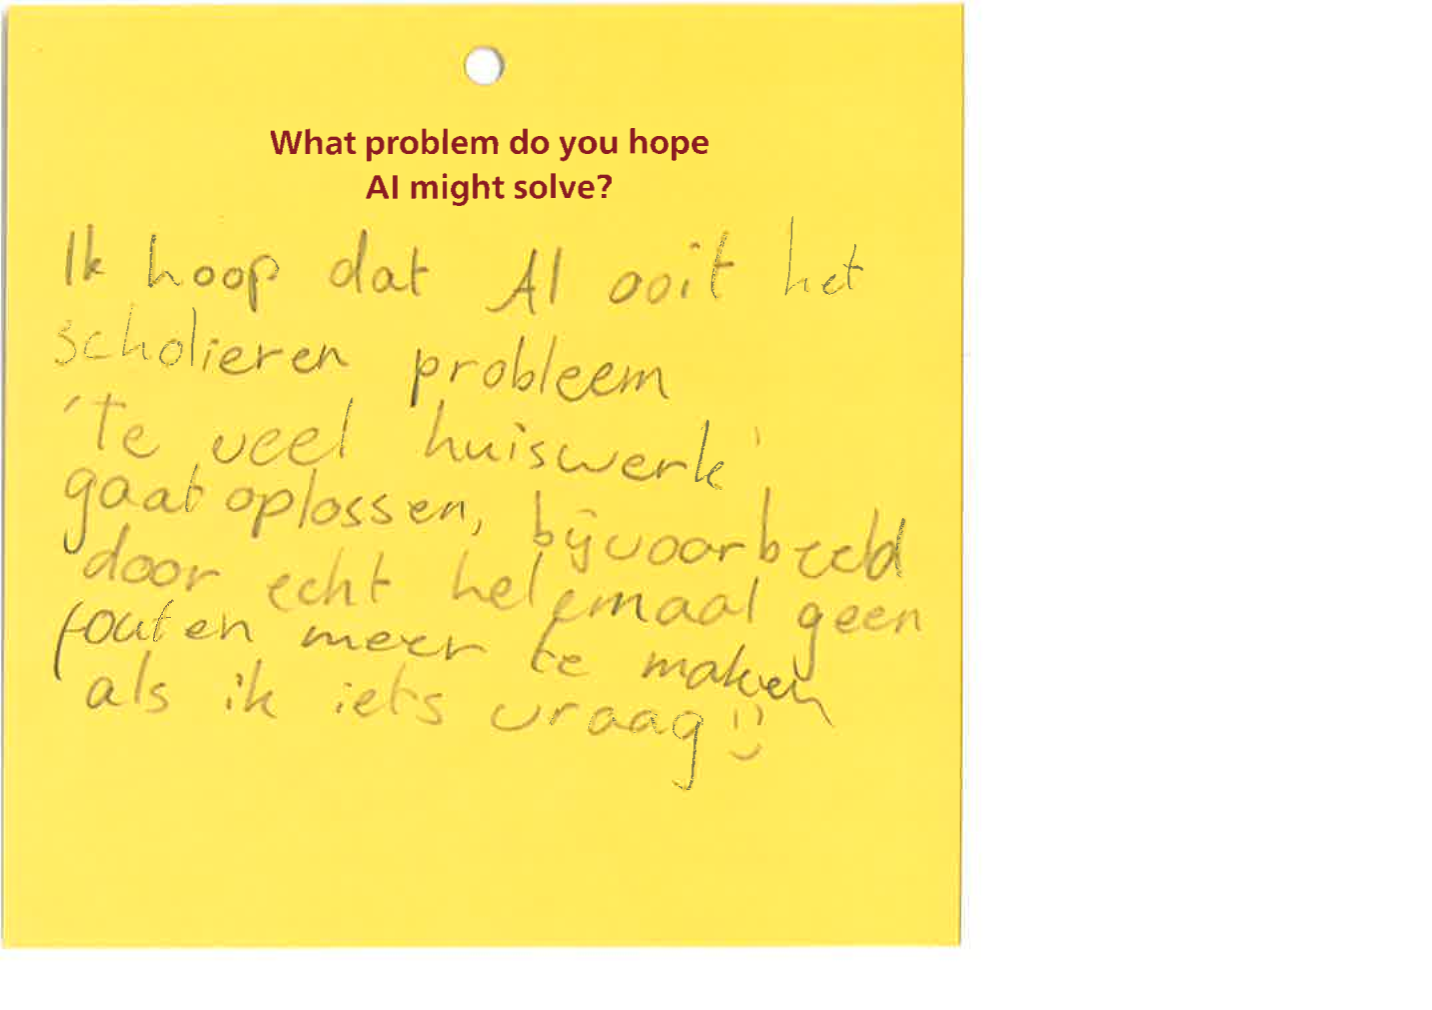 What problem do you hope
AI might solve?
Ik hoop dat AI ooit het
scholieren probleem
'te veel huiswerk'
gaat oplossen, bijvoorbeeld
door echt helemaal geen
fouten meer te maken
als ik iets vraag :)